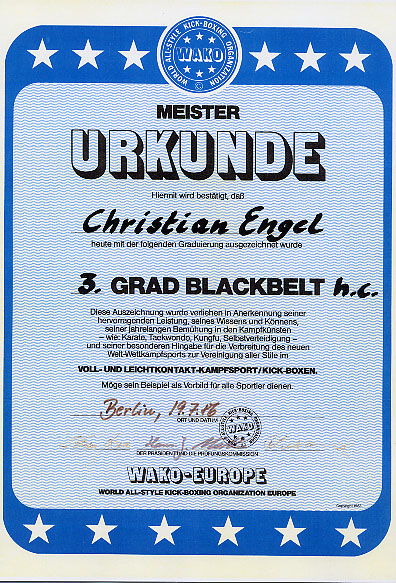 WORLD ALL-STYLE KICK-BOXING ORGANIZATION
WAKO
MEISTER
URKUNDE
Hiermit wird bestätigt, daß
Christian Engel
heute mit der folgenden Graduierung ausgezeichnet wurde
3. GRAD BLACKBELT h.c.
Diese Auszeichnung wurde verliehen in Anerkennung seiner
hervorragenden Leistung, seines Wissens und Könnens,
seiner jahrelangen Bemühung in den Kampfkünsten
– wie: Karate, Taekwondo, Kungfu, Selbstverteidigung –
und seiner besonderen Hingabe für die Verbreitung des neuen
Welt-Wettkampfsports zur Vereinigung aller Stile im
VOLL- UND LEICHTKONTAKT-KAMPFSPORT/KICK-BOXEN.
Möge sein Beispiel als Vorbild für alle Sportler dienen.
Berlin, 19.7.86
ORT UND DATUM
WAKO
DER PRÄSIDENT UND DIE PRÜFUNGSKOMMISSION
WAKO-EUROPE
WORLD ALL-STYLE KICK-BOXING ORGANIZATION EUROPE